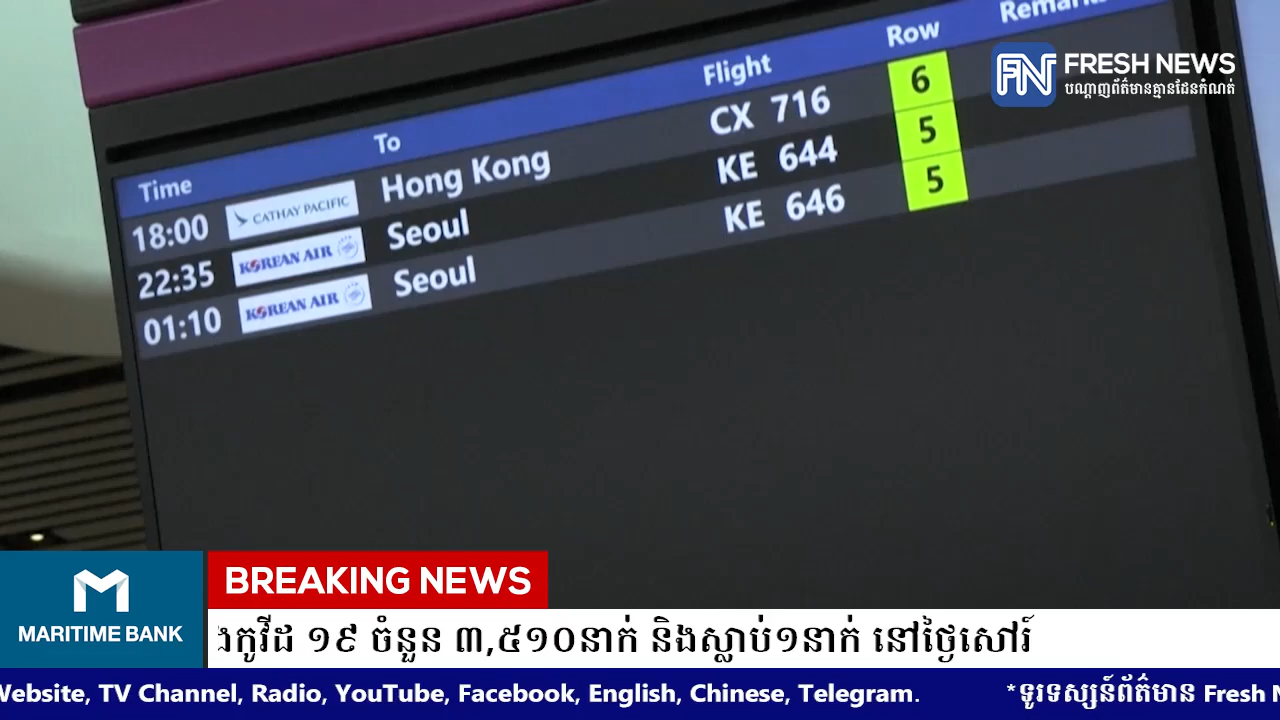 Time To Flight Row Remarks
18:00 CATHAY PACIFIC Hong Kong CX 716 6
22:35 KOREAN AIR Seoul KE 644 5
01:10 KOREAN AIR Seoul KE 646 5
FN FRESH NEWS
បណ្តាញព័ត៌មានគ្មានដែនកំណត់
BREAKING NEWS
MARITIME BANK
ងកូវីដ ១៩ ចំនួន ៣,៥១០នាក់ និងស្លាប់១នាក់ នៅថ្ងៃសៅរ៍
Website, TV Channel, Radio, YouTube, Facebook, English, Chinese, Telegram. *ទូរទស្សន៍ព័ត៌មាន Fresh N